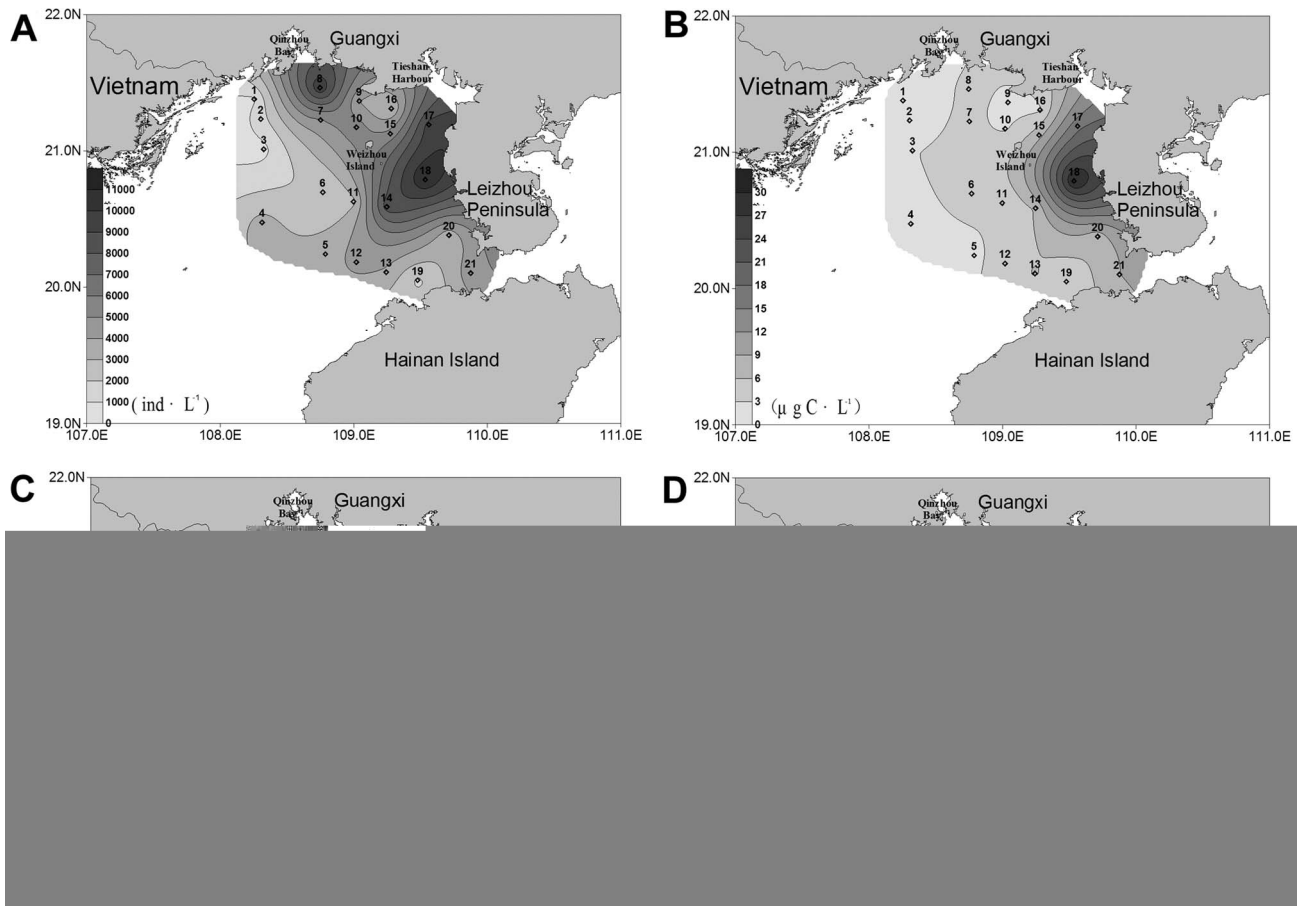 A
22.0N
Qinzhou
Bay
Guangxi
Tieshan
Harbour
Vietnam
8
1
9
16
2
7
10
15
17
21.0N
3
Weizhou
Island
18
11000
6
11
14
Leizhou
Peninsula
10000
9000
4
20
8000
5
12
7000
13
19
21
20.0N
6000
5000
4000
3000
Hainan Island
2000
1000
(ind · L⁻¹)
0
19.0N
107.0E
108.0E
109.0E
110.0E
111.0E
B
22.0N
Qinzhou
Bay
Guangxi
Tieshan
Harbour
Vietnam
8
1
9
16
2
7
10
15
17
21.0N
3
Weizhou
Island
18
30
6
11
14
Leizhou
Peninsula
27
24
4
20
21
5
12
18
13
19
21
20.0N
15
12
9
6
Hainan Island
3
(μ g C · L⁻¹)
0
19.0N
107.0E
108.0E
109.0E
110.0E
111.0E
C
22.0N
Qinzhou
Bay
Guangxi
D
22.0N
Qinzhou
Bay
Guangxi